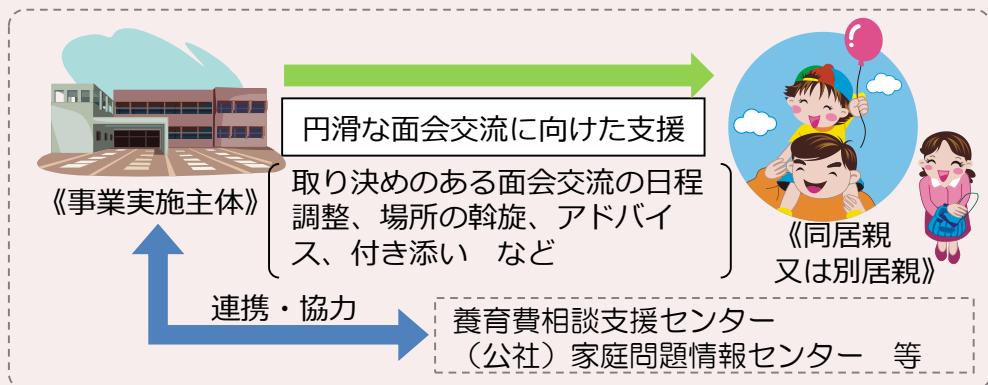 円滑な面会交流に向けた支援
取り決めのある面会交流の日程
調整、場所の斡旋、アドバイ
ス、付き添い　など
《事業実施主体》
《同居親
又は別居親》
連携・協力
養育費相談支援センター
（公社）家庭問題情報センター　等